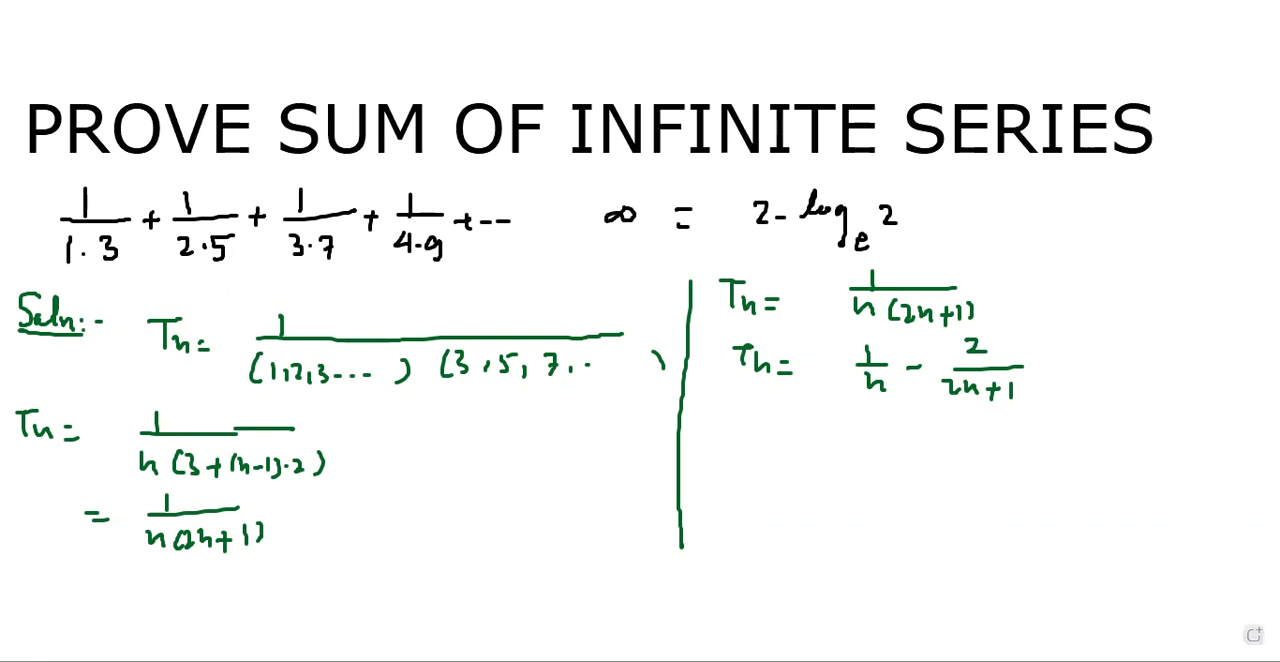 PROVE SUM OF INFINITE SERIES
1/(1·3) + 1/(2·5) + 1/(3·7) + 1/(4·9) + -- ∞ = 2 - log_e 2
Soln:- Tn = 1/((1,2,3---) (3,5,7,..))
Tn = 1/(n(3+(n-1)·2))
= 1/(n(2n+1))
Tn = 1/(n(2n+1))
Tn = 1/n - 2/(2n+1)